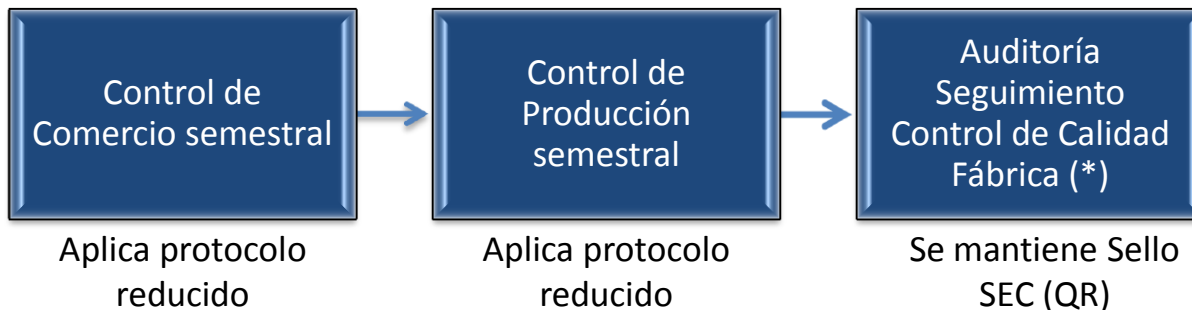 Control de
Comercio semestral
Aplica protocolo
reducido
Control de
Producción
semestral
Aplica protocolo
reducido
Auditoría
Seguimiento
Control de Calidad
Fábrica (*)
Se mantiene Sello
SEC (QR)